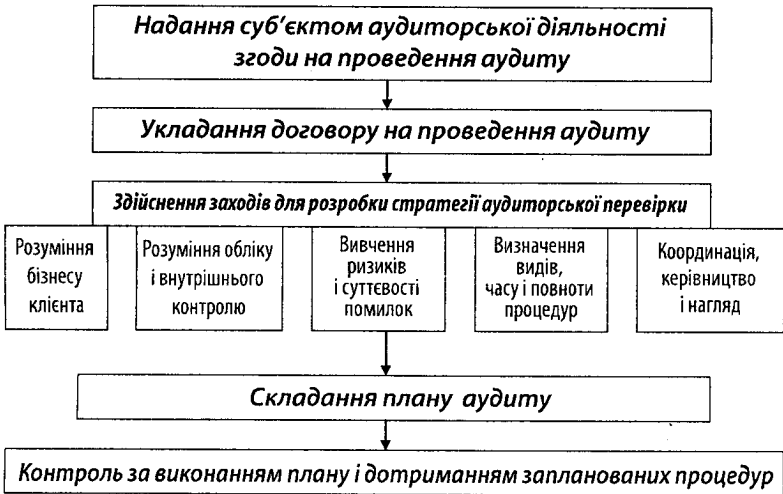 Надання суб’єктом аудиторської діяльності
згоди на проведення аудиту
Укладання договору на проведення аудиту
Здійснення заходів для розробки стратегії аудиторської перевірки
Розуміння
бізнесу
клієнта
Розуміння обліку
і внутрішнього
контролю
Вивчення
ризиків
і суттєвості
помилок
Визначення
видів,
часу і повноти
процедур
Координація,
керівництво
і нагляд
Складання плану аудиту
Контроль за виконанням плану і дотриманням запланованих процедур